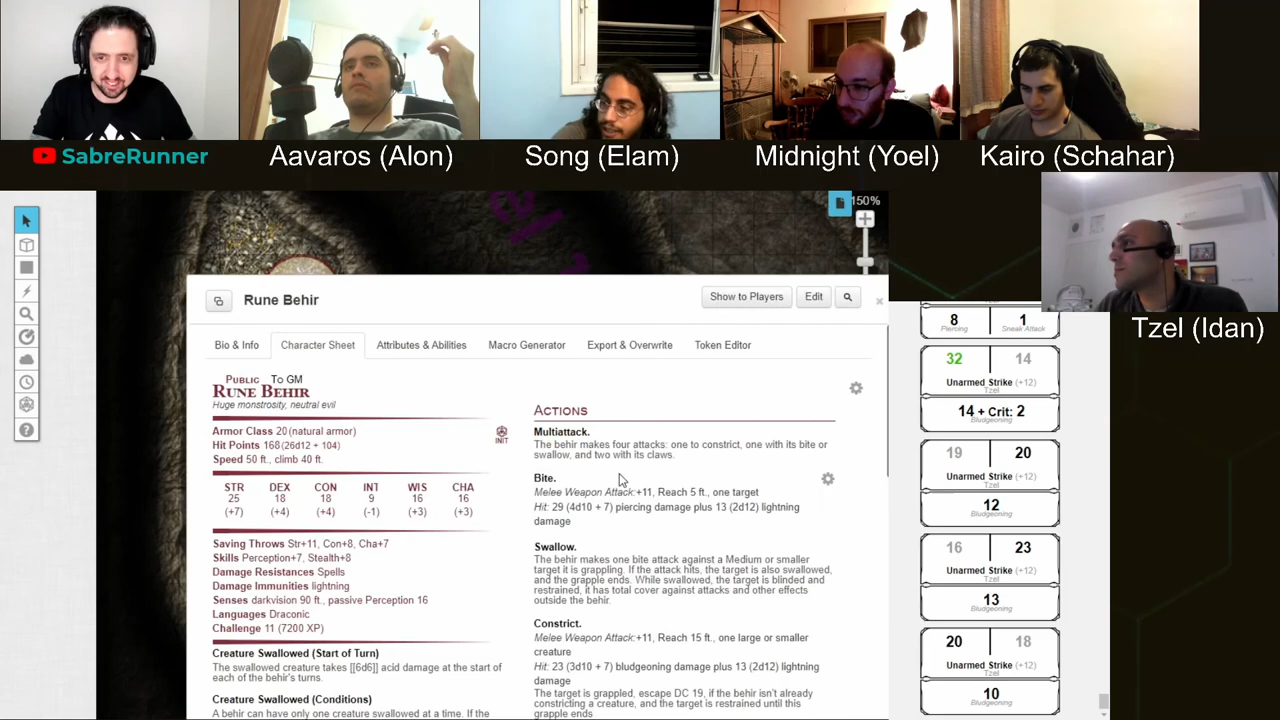 SabreRunner
Aavaros (Alon)
Song (Elam)
Midnight (Yoel)
Kairo (Schahar)
Tzel (Idan)
150%
Rune Behir
Show to Players
Edit
Bio & Info
Character Sheet
Attributes & Abilities
Macro Generator
Export & Overwrite
Token Editor
Public To GM
Rune Behir
Huge monstrosity, neutral evil
Armor Class 20 (natural armor)
Hit Points 168 (26d12 + 104)
Speed 50 ft., climb 40 ft.
INIT
STR DEX CON INT WIS CHA
25 18 18 9 16 16
(+7) (+4) (+4) (-1) (+3) (+3)
Saving Throws Str+11, Con+8, Cha+7
Skills Perception+7, Stealth+8
Damage Resistances Spells
Damage Immunities lightning
Senses darkvision 90 ft., passive Perception 16
Languages Draconic
Challenge 11 (7200 XP)
Creature Swallowed (Start of Turn)
The swallowed creature takes [[6d6]] acid damage at the start
of each of the behir's turns.
Creature Swallowed (Conditions)
A behir can have only one creature swallowed at a time. If the
Actions
Multiattack.
The behir makes four attacks: one to constrict, one with its bite or
swallow, and two with its claws.
Bite.
Melee Weapon Attack:+11, Reach 5 ft., one target
Hit: 29 (4d10 + 7) piercing damage plus 13 (2d12) lightning
damage
Swallow.
The behir makes one bite attack against a Medium or smaller
target it is grappling. If the attack hits, the target is also swallowed,
and the grapple ends. While swallowed, the target is blinded and
restrained, it has total cover against attacks and other effects
outside the behir.
Constrict.
Melee Weapon Attack:+11, Reach 15 ft., one large or smaller
creature
Hit: 23 (3d10 + 7) bludgeoning damage plus 13 (2d12) lightning
damage
The target is grappled, escape DC 19, if the behir isn't already
constricting a creature, and the target is restrained until this
grapple ends
8 1
Piercing Sneak Attack
32 14
Unarmed Strike (+12)
Tzel
14 + Crit: 2
Bludgeoning
19 20
Unarmed Strike (+12)
Tzel
12
Bludgeoning
16 23
Unarmed Strike (+12)
Tzel
13
Bludgeoning
20 18
Unarmed Strike (+12)
Tzel
10
Bludgeoning